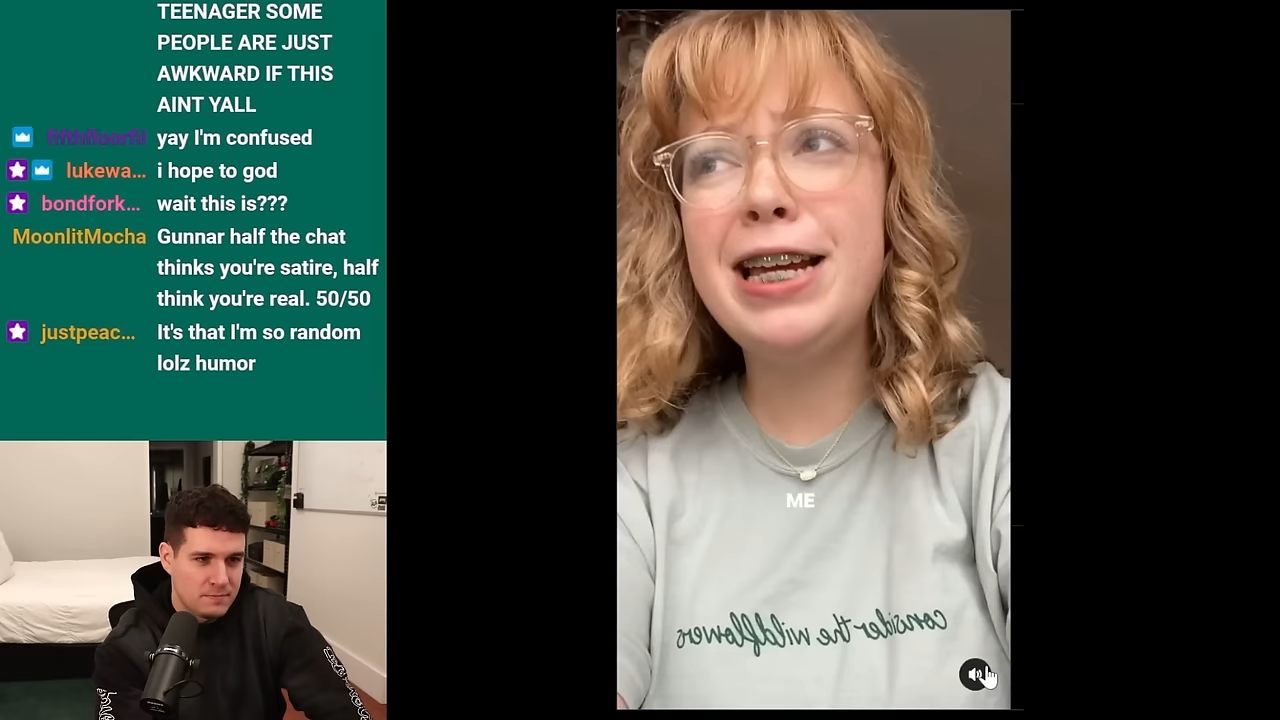 TEENAGER SOME
PEOPLE ARE JUST
AWKWARD IF THIS
AINT YALL
yay I'm confused
lukewa… i hope to god
bondfork… wait this is???
MoonlitMocha Gunnar half the chat
thinks you're satire, half
think you're real. 50/50
justpeac… It's that I'm so random
lolz humor
ME
consider the wildflowers